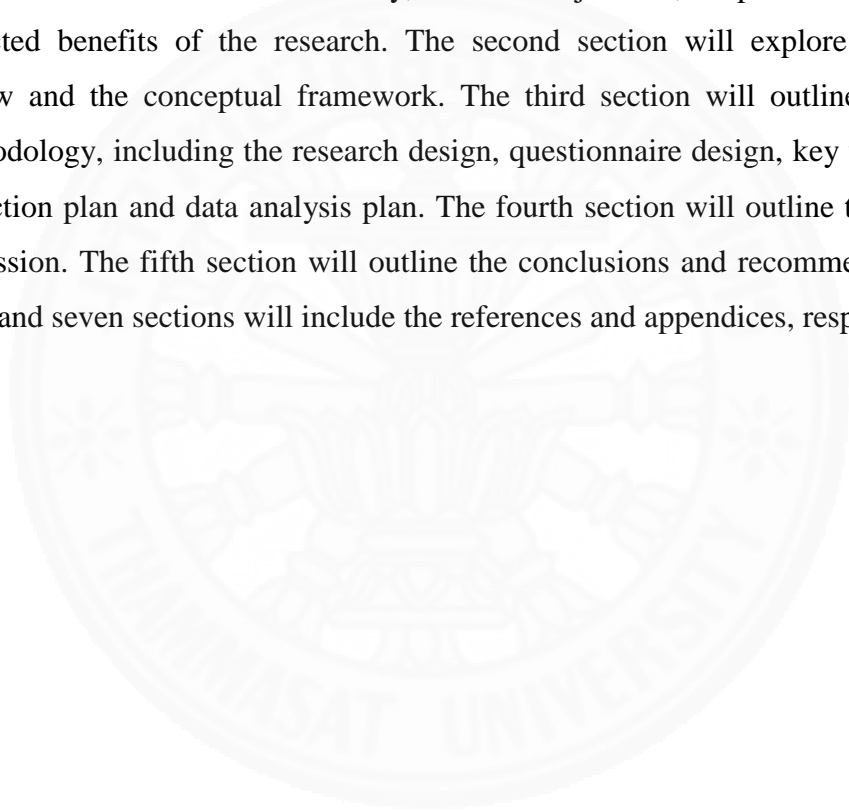 cted benefits of the research. The second section will explore
w and the conceptual framework. The third section will outline
odology, including the research design, questionnaire design, key
ction plan and data analysis plan. The fourth section will outline t
ssion. The fifth section will outline the conclusions and recomme
and seven sections will include the references and appendices, resp
THAMMASAT UNIVERSITY